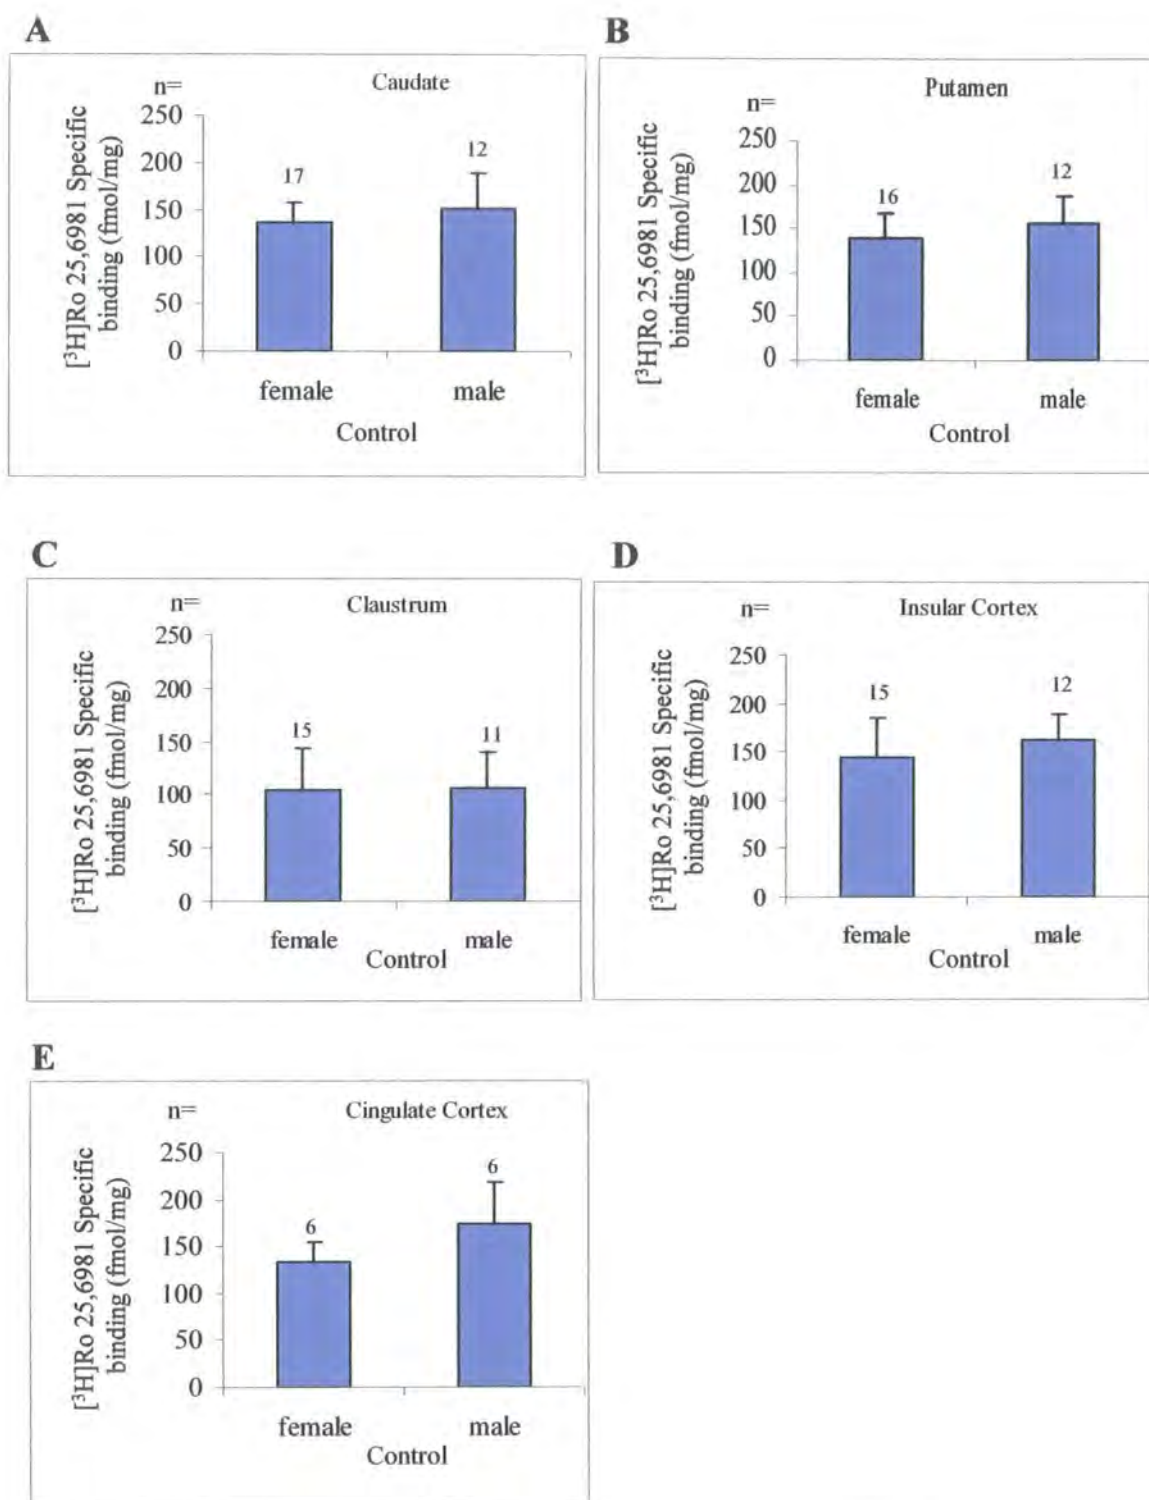 A
n=
Caudate
[³H]Ro 25,6981 Specific
binding (fmol/mg)
250
200
150
100
50
0
17
12
female
male
Control
B
n=
Putamen
[³H]Ro 25,6981 Specific
binding (fmol/mg)
250
200
150
100
50
0
16
12
female
male
Control
C
n=
Claustrum
[³H]Ro 25,6981 Specific
binding (fmol/mg)
250
200
150
100
50
0
15
11
female
male
Control
D
n=
Insular Cortex
[³H]Ro 25,6981 Specific
binding (fmol/mg)
250
200
150
100
50
0
15
12
female
male
Control
E
n=
Cingulate Cortex
[³H]Ro 25,6981 Specific
binding (fmol/mg)
250
200
150
100
50
0
6
6
female
male
Control